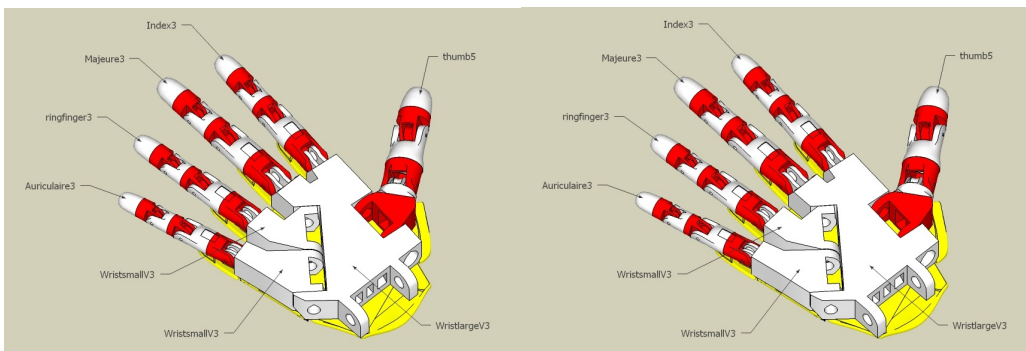 Index3
thumb5
Majeure3
ringfinger3
Auriculaire3
WristsmallV3
WristsmallV3
WristlargeV3
Index3
thumb5
Majeure3
ringfinger3
Auriculaire3
WristsmallV3
WristsmallV3
WristlargeV3